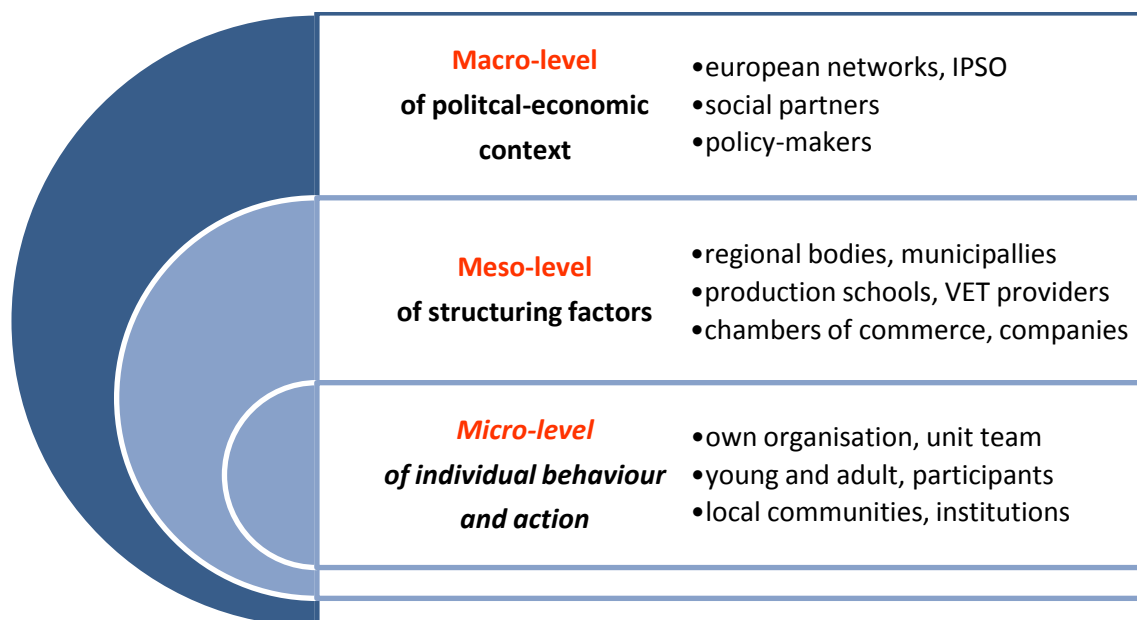 Macro-level
of politcal-economic
context
•european networks, IPSO
•social partners
•policy-makers
Meso-level
of structuring factors
•regional bodies, municipallies
•production schools, VET providers
•chambers of commerce, companies
Micro-level
of individual behaviour
and action
•own organisation, unit team
•young and adult, participants
•local communities, institutions